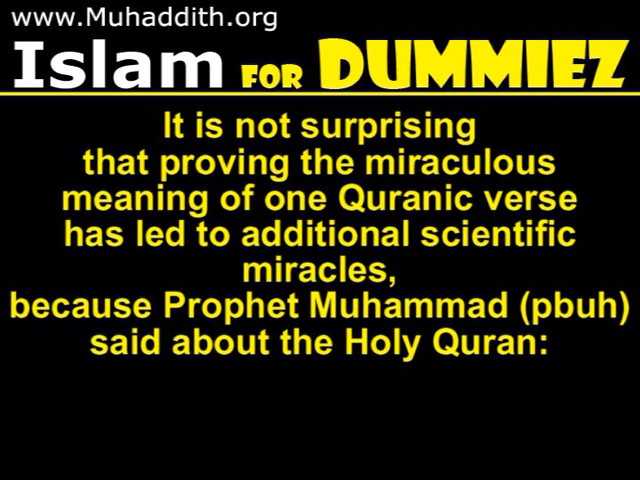 www.Muhaddith.org
Islam FOR DUMMIEZ
It is not surprising
that proving the miraculous
meaning of one Quranic verse
has led to additional scientific
miracles,
because Prophet Muhammad (pbuh)
said about the Holy Quran: